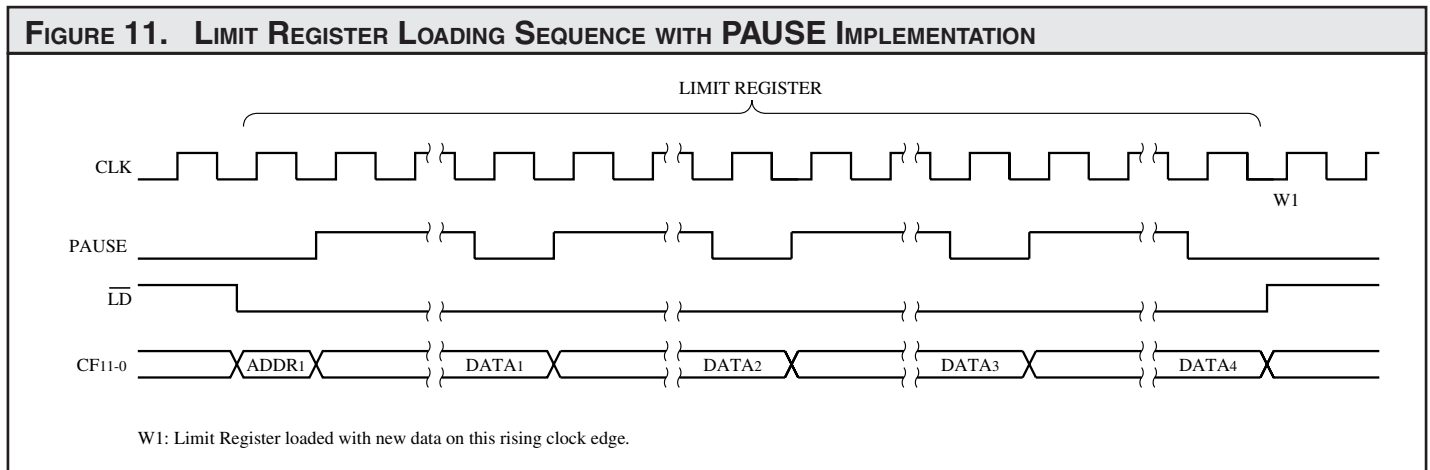 FIGURE 11. LIMIT REGISTER LOADING SEQUENCE WITH PAUSE IMPLEMENTATION
LIMIT REGISTER
CLK
W1
PAUSE
LD
CF11-0 ADDR1 DATA1 DATA2 DATA3 DATA4
W1: Limit Register loaded with new data on this rising clock edge.